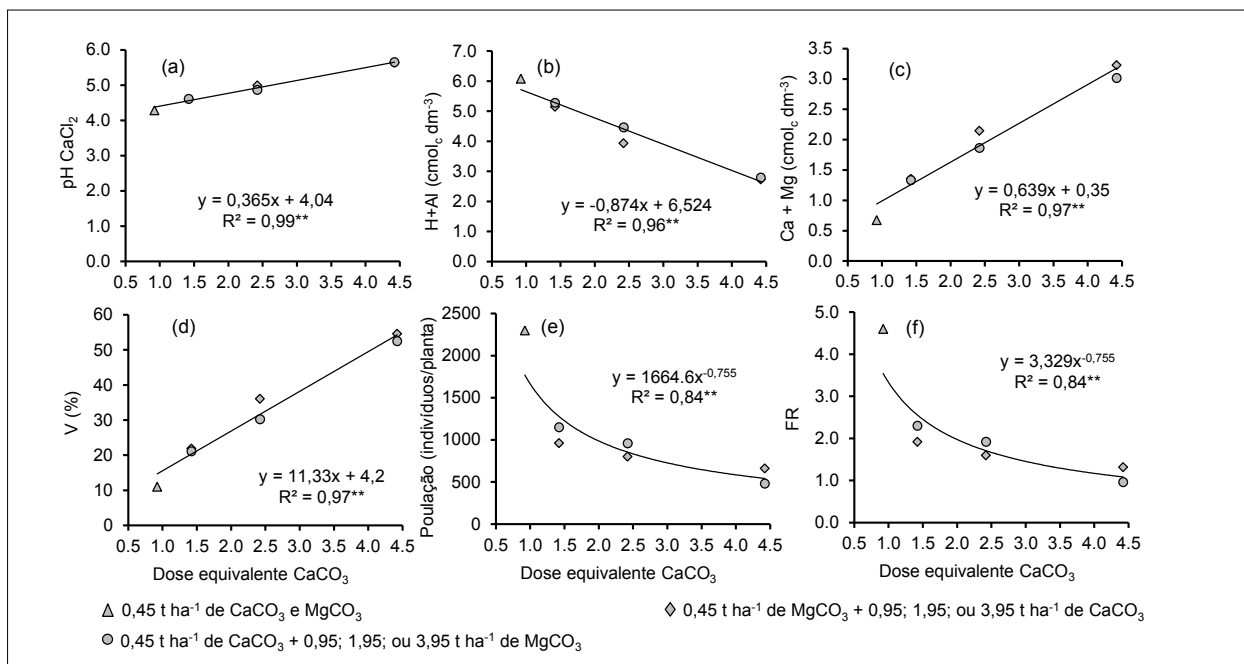 (a)
6.0
5.0
4.0
3.0
2.0
1.0
0.0
pH CaCl₂
y = 0,365x + 4,04
R² = 0,99**
0.5 1.0 1.5 2.0 2.5 3.0 3.5 4.0 4.5
(b)
7.0
6.0
5.0
4.0
3.0
2.0
1.0
0.0
H+Al (cmolc dm⁻³)
y = -0,874x + 6,524
R² = 0,96**
0.5 1.0 1.5 2.0 2.5 3.0 3.5 4.0 4.5
(c)
3.5
3.0
2.5
2.0
1.5
1.0
0.5
0.0
Ca + Mg (cmolc dm⁻³)
y = 0,639x + 0,35
R² = 0,97**
0.5 1.0 1.5 2.0 2.5 3.0 3.5 4.0 4.5
(d)
60
50
40
30
20
10
0
V (%)
y = 11,33x + 4,2
R² = 0,97**
0.5 1.0 1.5 2.0 2.5 3.0 3.5 4.0 4.5
Dose equivalente CaCO₃
(e)
2500
2000
1500
1000
500
0
Poulação (indivíduos/planta)
y = 1664.6x⁻⁰,⁷⁵⁵
R² = 0,84**
0.5 1.0 1.5 2.0 2.5 3.0 3.5 4.0 4.5
Dose equivalente CaCO₃
(f)
5.0
4.0
3.0
2.0
1.0
0.0
FR
y = 3,329x⁻⁰,⁷⁵⁵
R² = 0,84**
0.5 1.0 1.5 2.0 2.5 3.0 3.5 4.0 4.5
Dose equivalente CaCO₃
0,45 t ha⁻¹ de CaCO₃ e MgCO₃
0,45 t ha⁻¹ de MgCO₃ + 0,95; 1,95; ou 3,95 t ha⁻¹ de CaCO₃
0,45 t ha⁻¹ de CaCO₃ + 0,95; 1,95; ou 3,95 t ha⁻¹ de MgCO₃